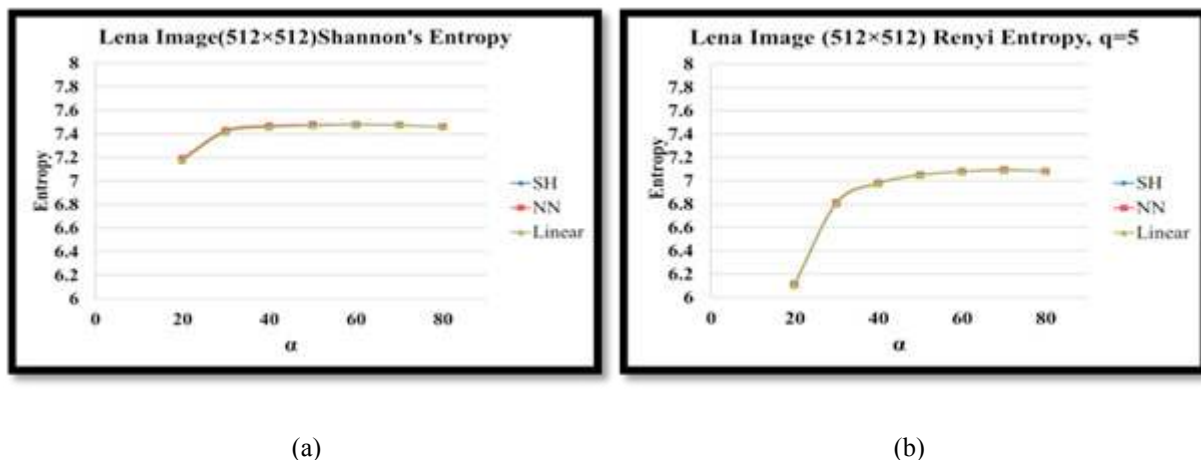 Lena Image(512×512)Shannon's Entropy
8
7.8
7.6
7.4
7.2
7
6.8
6.6
6.4
6.2
6
Entropy
0 20 40 60 80
α
SH
NN
Linear
(a)
Lena Image (512×512) Renyi Entropy, q=5
8
7.8
7.6
7.4
7.2
7
6.8
6.6
6.4
6.2
6
Entropy
0 20 40 60 80
α
SH
NN
Linear
(b)